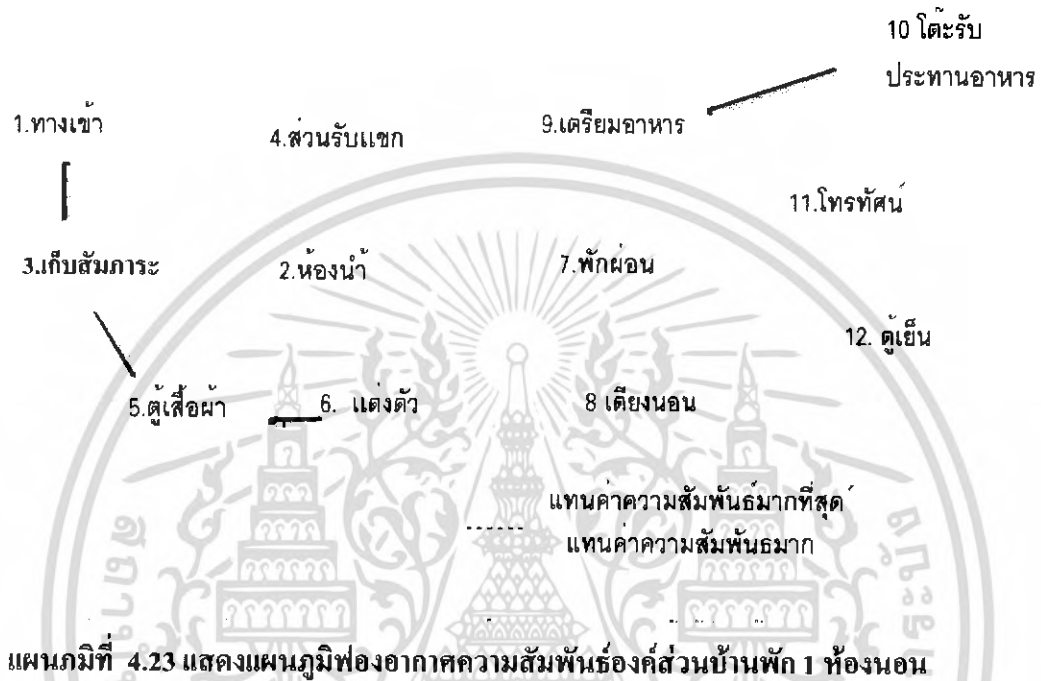 10 โต๊ะรับ
ประทานอาหาร
1.ทางเข้า
4.ส่วนรับแขก
9.เตรียมอาหาร
11.โทรทัศน์
3.เก็บสัมภาระ
2.ห้องน้ำ
7.พักผ่อน
12. ตู้เย็น
5.ตู้เสื้อผ้า
6. แต่งตัว
8 เตียงนอน
แทนค่าความสัมพันธ์มากที่สุด
แทนค่าความสัมพันธมาก
แผนภมิที่ 4.23 แสดงแผนภูมิฟองอากาศความสัมพันธ์องค์ส่วนบ้านพัก 1 ห้องนอน